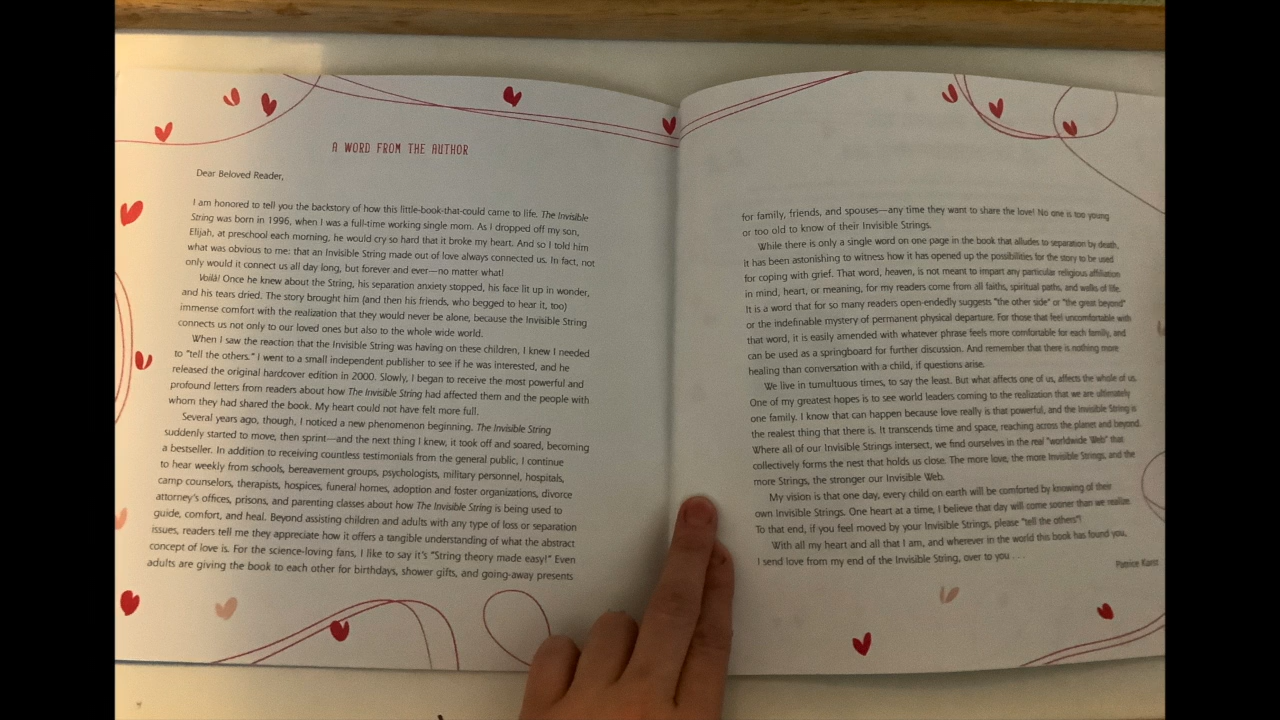 A WORD FROM THE AUTHOR
Dear Beloved Reader,
I am honored to tell you the backstory of how this little-book-that-could came to life. The Invisible
String was born in 1996, when I was a full-time working single mom. As I dropped off my son,
Elijah, at preschool each morning, he would cry so hard that it broke my heart. And so I told him
what was obvious to me: that an Invisible String made out of love always connected us. In fact, not
only would it connect us all day long, but forever and ever—no matter what!
Voilà! Once he knew about the String, his separation anxiety stopped, his face lit up in wonder,
and his tears dried. The story brought him (and then his friends, who begged to hear it, too)
immense comfort with the realization that they would never be alone, because the Invisible String
connects us not only to our loved ones but also to the whole wide world.
When I saw the reaction that the Invisible String was having on these children, I knew I needed
to "tell the others." I went to a small independent publisher to see if he was interested, and he
released the original hardcover edition in 2000. Slowly, I began to receive the most powerful and
profound letters from readers about how The Invisible String had affected them and the people with
whom they had shared the book. My heart could not have felt more full.
Several years ago, though, I noticed a new phenomenon beginning. The Invisible String
suddenly started to move, then sprint—and the next thing I knew, it took off and soared, becoming
a bestseller. In addition to receiving countless testimonials from the general public, I continue
to hear weekly from schools, bereavement groups, psychologists, military personnel, hospitals,
camp counselors, therapists, hospices, funeral homes, adoption and foster organizations, divorce
attorney's offices, prisons, and parenting classes about how The Invisible String is being used to
guide, comfort, and heal. Beyond assisting children and adults with any type of loss or separation
issues, readers tell me they appreciate how it offers a tangible understanding of what the abstract
concept of love is. For the science-loving fans, I like to say it's "String theory made easy!" Even
adults are giving the book to each other for birthdays, shower gifts, and going-away presents
for family, friends, and spouses—any time they want to share the love! No one is too young
or too old to know of their Invisible Strings.
While there is only a single word on one page in the book that alludes to separation by death,
it has been astonishing to witness how it has opened up the possibilities for the story to be used
for coping with grief. That word, heaven, is not meant to impart any particular religious affiliation
in mind, heart, or meaning, for my readers come from all faiths, spiritual paths, and walks of life.
It is a word that for so many readers open-endedly suggests "the other side" or "the great beyond"
or the indefinable mystery of permanent physical departure. For those that feel uncomfortable with
that word, it is easily amended with whatever phrase feels more comfortable for each family, and
can be used as a springboard for further discussion. And remember that there is nothing more
healing than conversation with a child, if questions arise.
We live in tumultuous times, to say the least. But what affects one of us, affects the whole of us.
One of my greatest hopes is to see world leaders coming to the realization that we are ultimately
one family. I know that can happen because love really is that powerful, and the Invisible String is
the realest thing that there is. It transcends time and space, reaching across the planet and beyond.
Where all of our Invisible Strings intersect, we find ourselves in the real "worldwide Web" that
collectively forms the nest that holds us close. The more love, the more Invisible Strings, and the
more Strings, the stronger our Invisible Web.
My vision is that one day, every child on earth will be comforted by knowing of their
own Invisible Strings. One heart at a time, I believe that day will come sooner than we realize.
To that end, if you feel moved by your Invisible Strings, please "tell the others"!
With all my heart and all that I am, and wherever in the world this book has found you,
I send love from my end of the Invisible String, over to you . . .
Patrice Karst